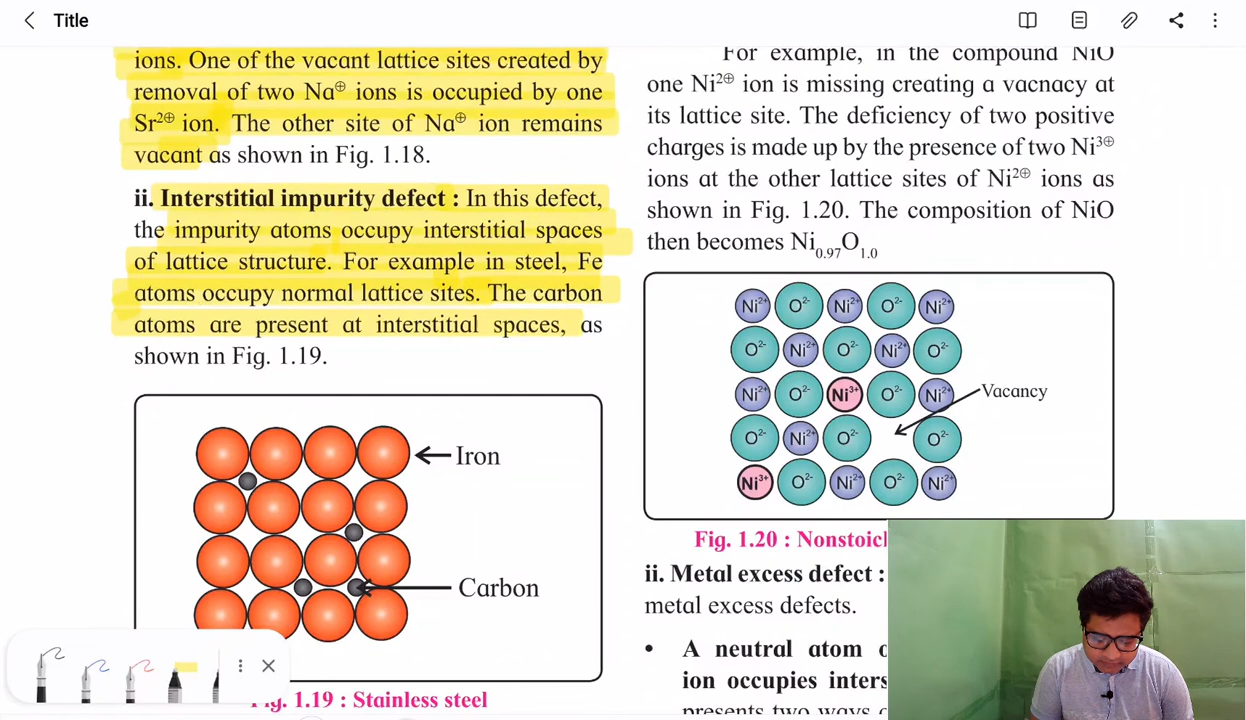 Title
ions. One of the vacant lattice sites created by
removal of two Na⊕ ions is occupied by one
Sr2⊕ ion. The other site of Na⊕ ion remains
vacant as shown in Fig. 1.18.
ii. Interstitial impurity defect : In this defect,
the impurity atoms occupy interstitial spaces
of lattice structure. For example in steel, Fe
atoms occupy normal lattice sites. The carbon
atoms are present at interstitial spaces, as
shown in Fig. 1.19.
Iron
Carbon
Fig. 1.19 : Stainless steel
For example, in the compound NiO
one Ni2⊕ ion is missing creating a vacnacy at
its lattice site. The deficiency of two positive
charges is made up by the presence of two Ni3⊕
ions at the other lattice sites of Ni2⊕ ions as
shown in Fig. 1.20. The composition of NiO
then becomes Ni0.97O1.0
Ni2+ O2- Ni2+ O2- Ni2+
O2- Ni2+ O2- Ni2+ O2-
Ni2+ O2- Ni3+ O2- Ni2+
Vacancy
O2- Ni2+ O2- O2-
Ni3+ O2- Ni2+ O2- Ni2+
Fig. 1.20 : Nonstoic
ii. Metal excess defect :
metal excess defects.
• A neutral atom
ion occupies inters
presents two ways